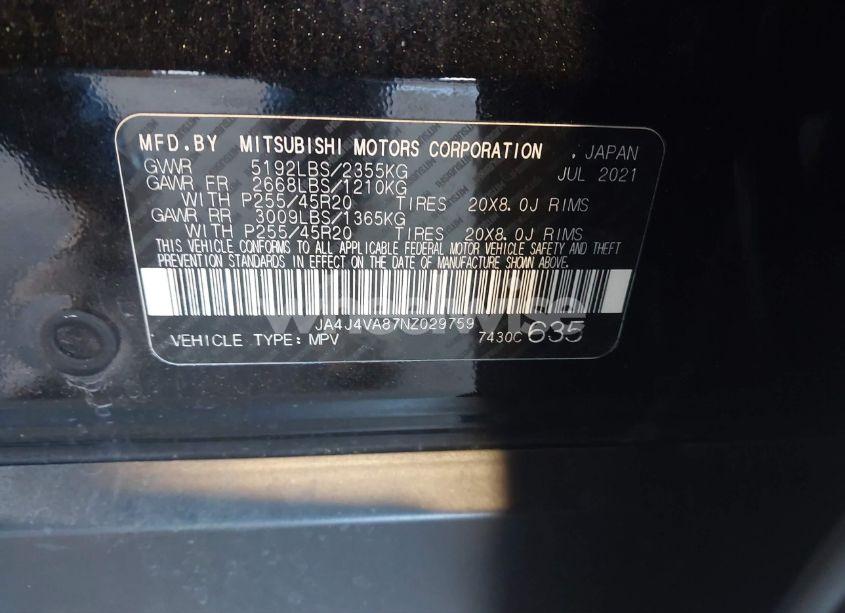 MFD.BY MITSUBISHI MOTORS CORPORATION . JAPAN
GVWR 5192LBS/2355KG JUL 2021
GAWR FR 2668LBS/1210KG
WITH P255/45R20 TIRES 20X8.0J RIMS
GAWR RR 3009LBS/1365KG
WITH P255/45R20 TIRES 20X8.0J RIMS
THIS VEHICLE CONFORMS TO ALL APPLICABLE FEDERAL MOTOR VEHICLE SAFETY AND THEFT
PREVENTION STANDARDS IN EFFECT ON THE DATE OF MANUFACTURE SHOWN ABOVE.
JA4J4VA87NZ029759
VEHICLE TYPE: MPV 7430C 635